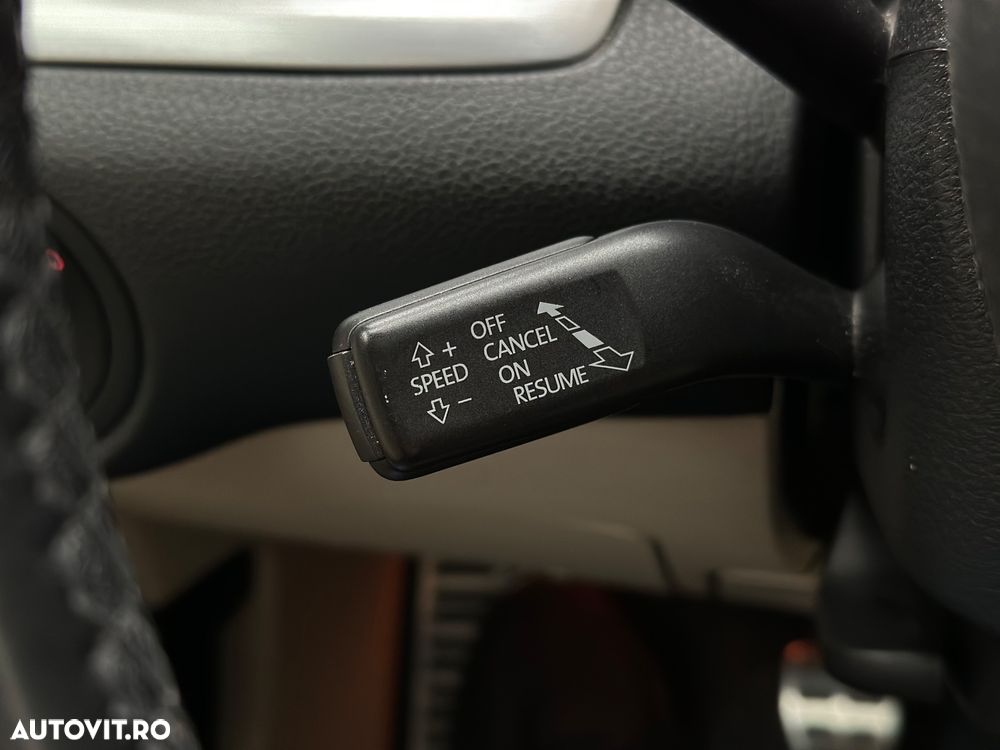 +
SPEED
−
OFF
CANCEL
ON
RESUME
AUTOVIT.RO